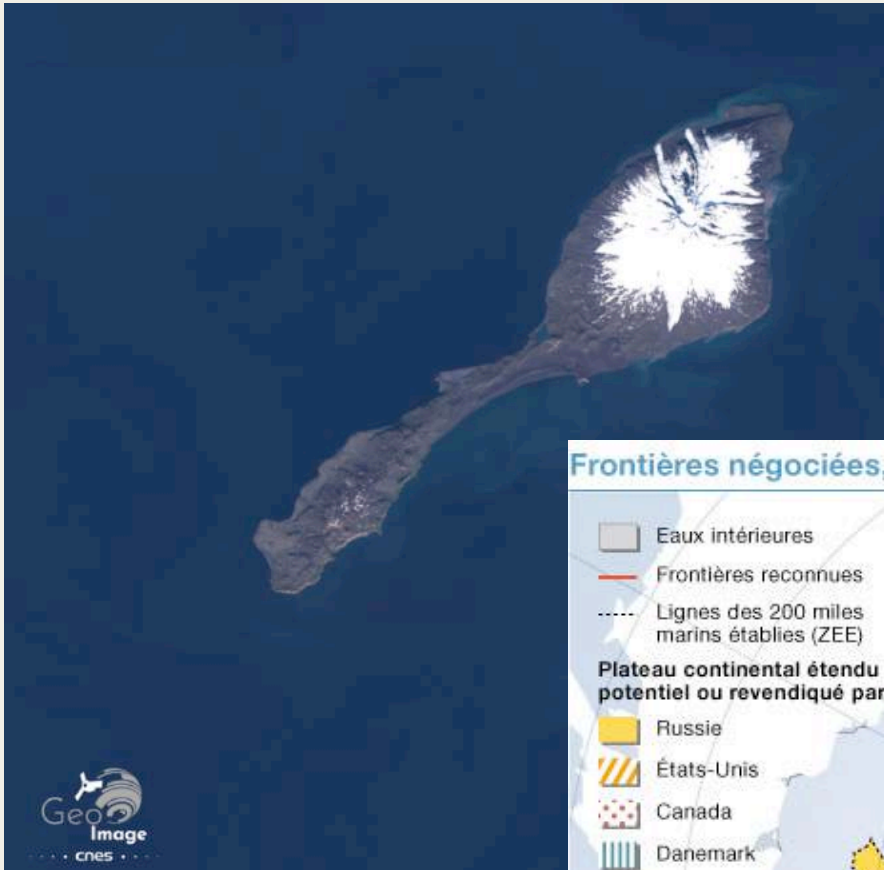 Geo
Image
cnes
Frontières négociées,
Eaux intérieures
Frontières reconnues
Lignes des 200 miles
marins établies (ZEE)
Plateau continental étendu
potentiel ou revendiqué par
Russie
États-Unis
Canada
Danemark